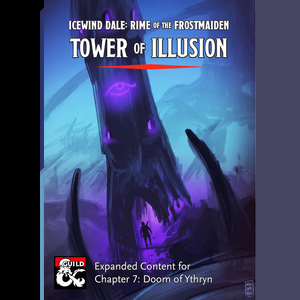 ICEWIND DALE: RIME OF THE FROSTMAIDEN
TOWER OF ILLUSION
GUILD
Expanded Content for
Chapter 7: Doom of Ythryn